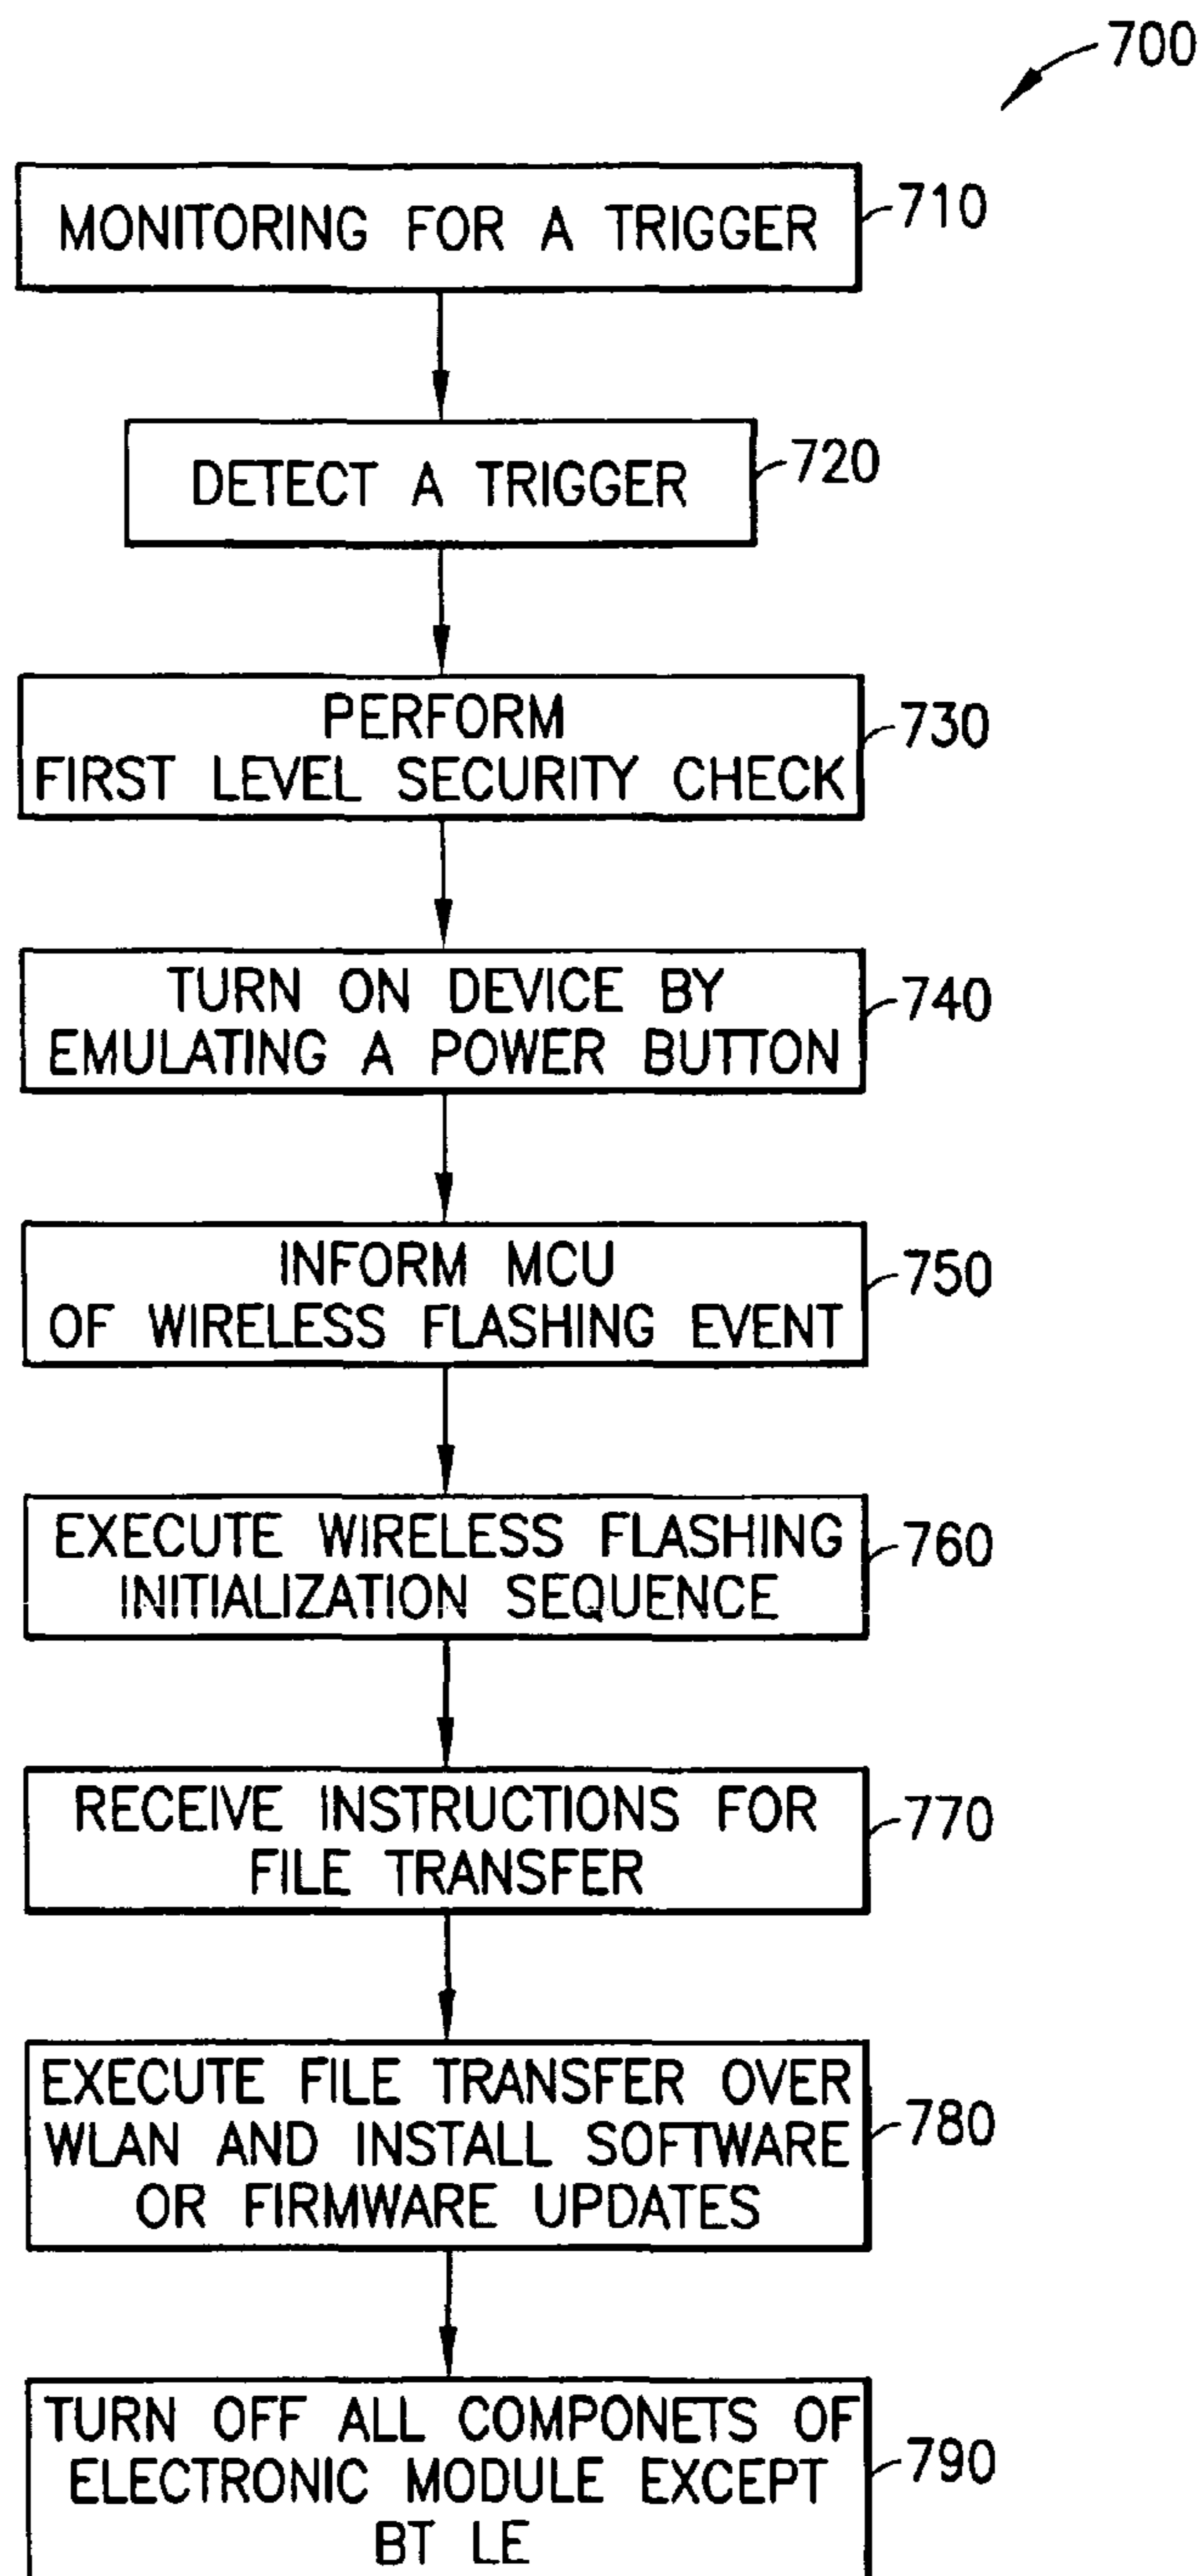 700
MONITORING FOR A TRIGGER
710
DETECT A TRIGGER
720
PERFORM
FIRST LEVEL SECURITY CHECK
730
TURN ON DEVICE BY
EMULATING A POWER BUTTON
740
INFORM MCU
OF WIRELESS FLASHING EVENT
750
EXECUTE WIRELESS FLASHING
INITIALIZATION SEQUENCE
760
RECEIVE INSTRUCTIONS FOR
FILE TRANSFER
770
EXECUTE FILE TRANSFER OVER
WLAN AND INSTALL SOFTWARE
OR FIRMWARE UPDATES
780
TURN OFF ALL COMPONETS OF
ELECTRONIC MODULE EXCEPT
BT LE
790